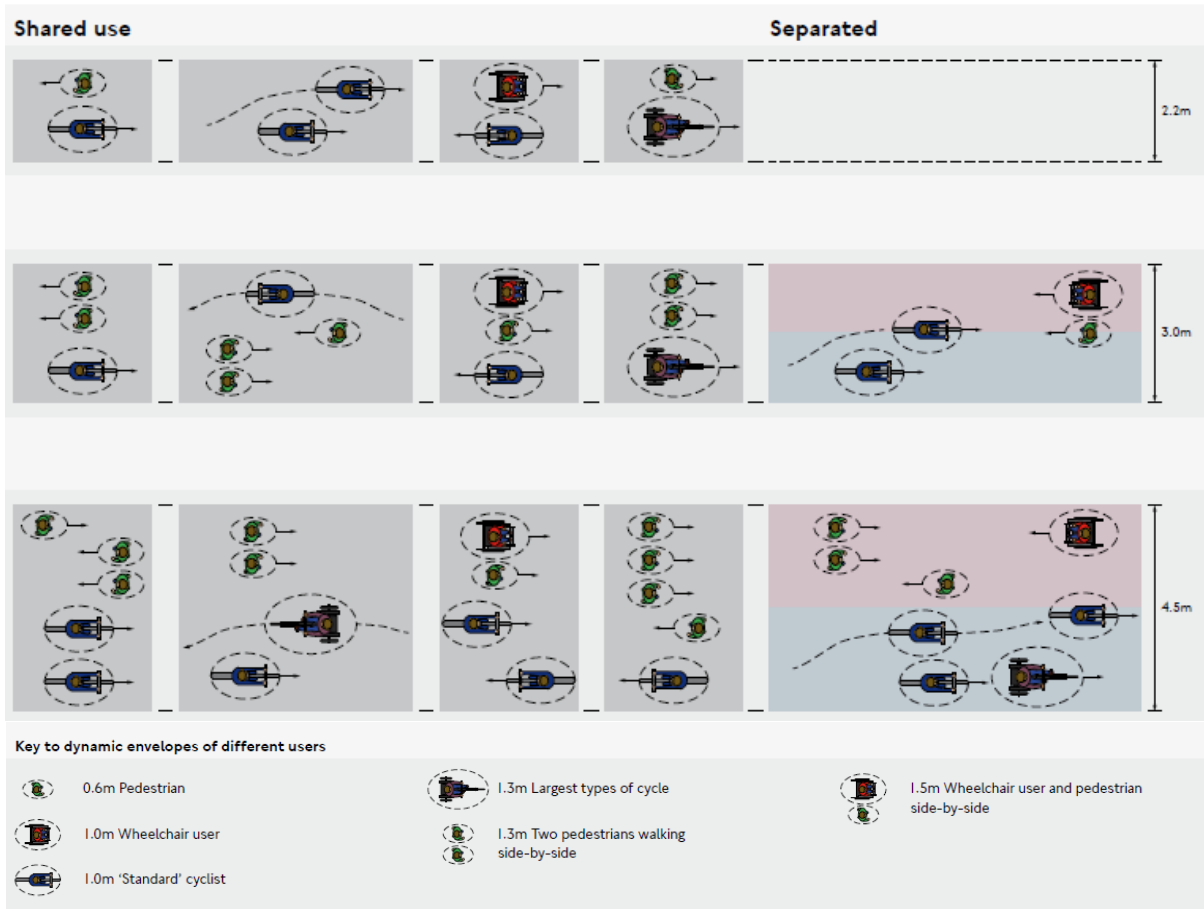 Shared use
Separated
2.2m
3.0m
4.5m
Key to dynamic envelopes of different users
0.6m Pedestrian
1.0m Wheelchair user
1.0m ‘Standard’ cyclist
1.3m Largest types of cycle
1.3m Two pedestrians walking
side-by-side
1.5m Wheelchair user and pedestrian
side-by-side